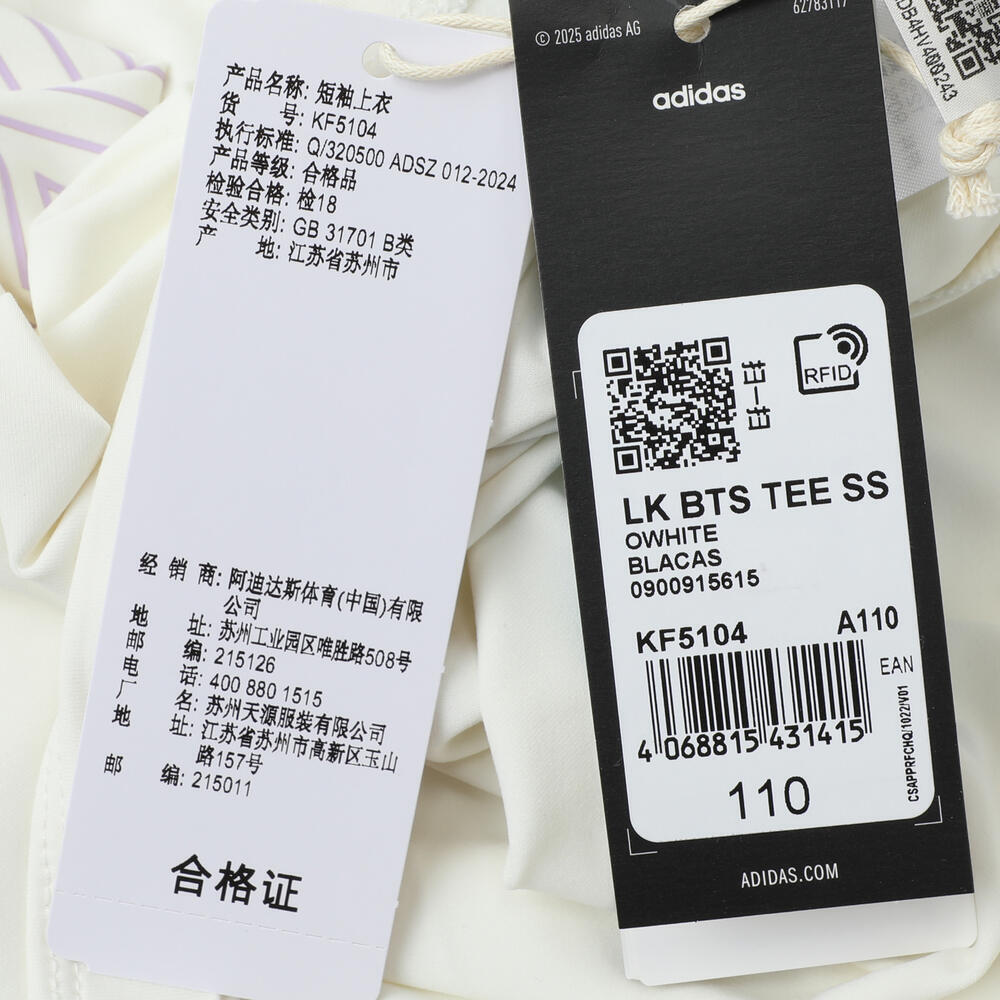 产品名称: 短袖上衣
货 号: KF5104
执行标准: Q/320500 ADSZ 012-2024
产品等级: 合格品
检验合格: 检18
安全类别: GB 31701 B类
产 地: 江苏省苏州市
经 销 商: 阿迪达斯体育(中国)有限
公司
地 址: 苏州工业园区唯胜路508号
邮 编: 215126
电 话: 400 880 1515
厂 名: 苏州天源服装有限公司
地 址: 江苏省苏州市高新区玉山
路157号
邮 编: 215011
合格证
© 2025 adidas AG
adidas
RFID
LK BTS TEE SS
OWHITE
BLACAS
0900915615
KF5104 A110
EAN
4 068815 431415
CSAPPRFCHQ/1022/V01
110
ADIDAS.COM